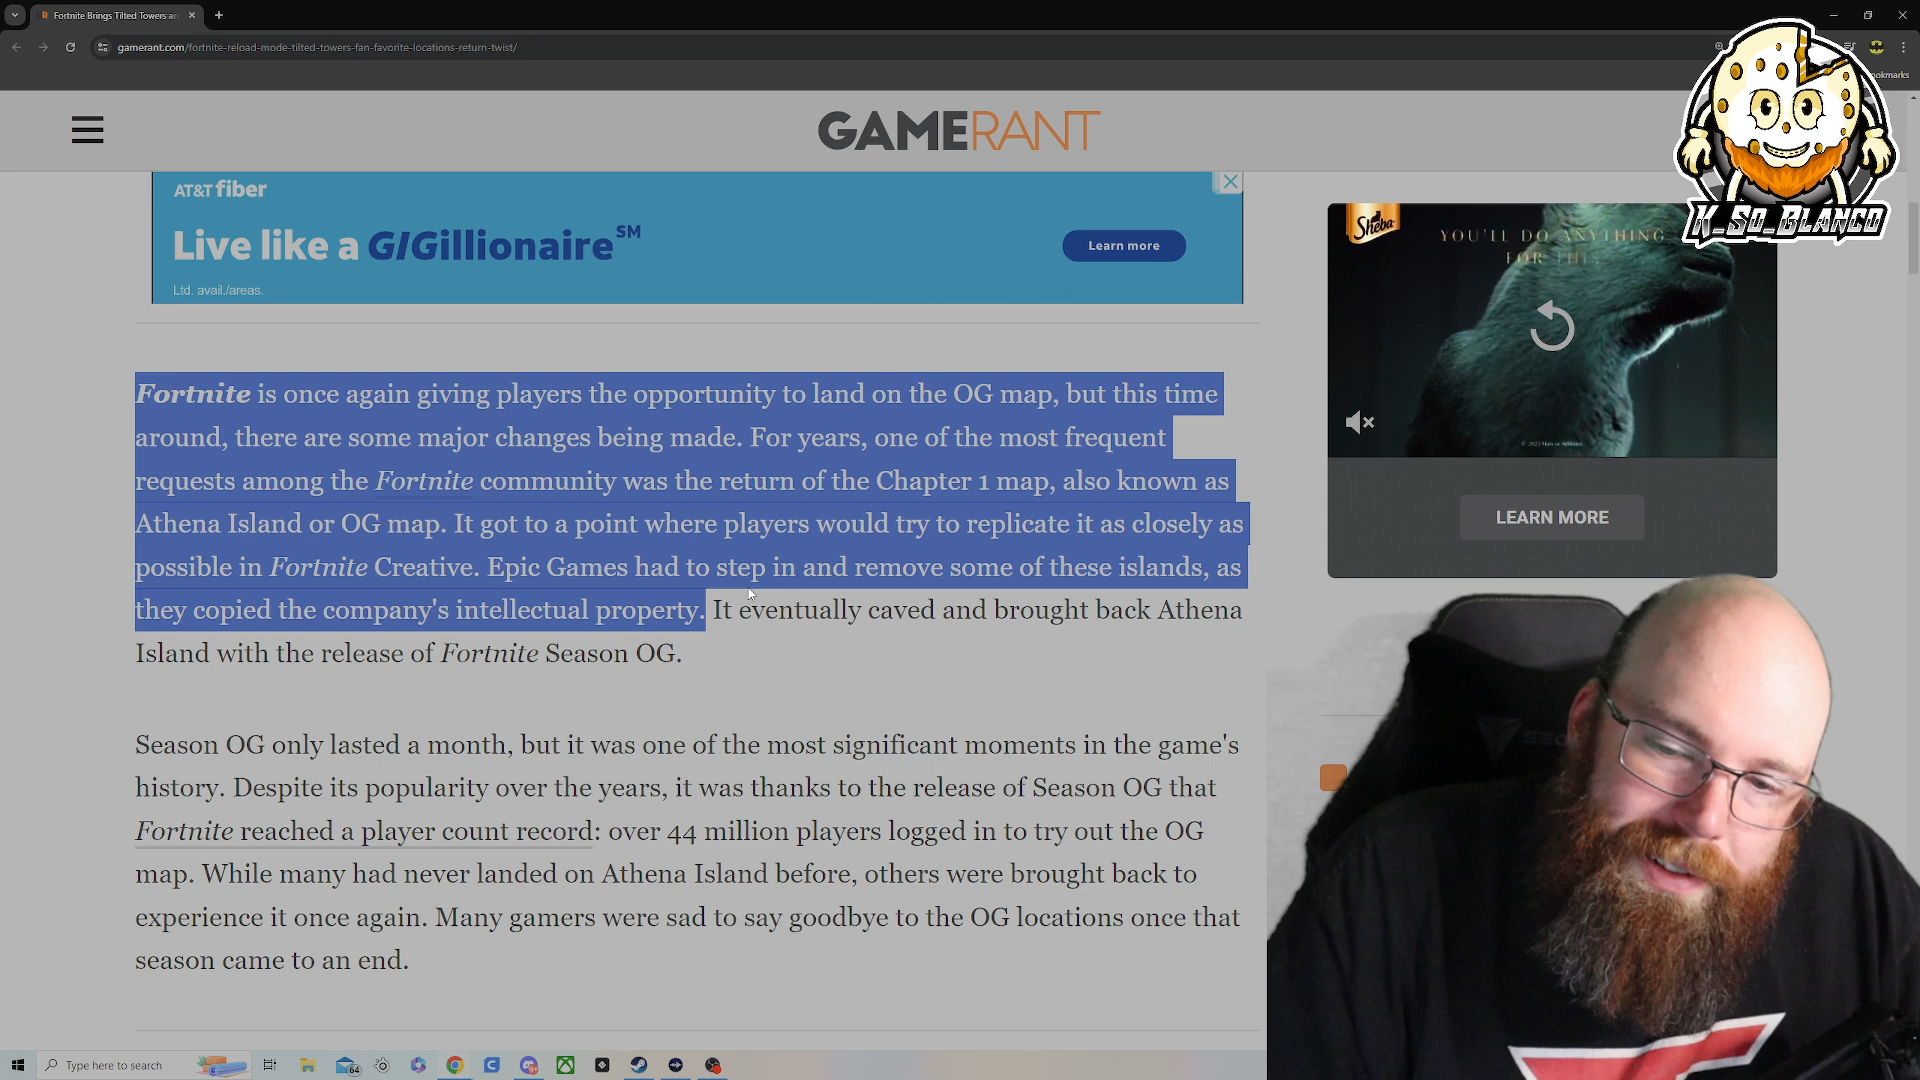 Fortnite Brings Tilted Towers an
gamerant.com/fortnite-reload-mode-tilted-towers-fan-favorite-locations-return-twist/
ookmarks
GAMERANT
K_So_Blanco
AT&T fiber
Live like a GIGillionaire SM
Learn more
Ltd. avail./areas.
Sheba
YOU'LL DO ANYTHING
FOR THIS
© 2023 Mars or Affiliates
LEARN MORE
Fortnite is once again giving players the opportunity to land on the OG map, but this time
around, there are some major changes being made. For years, one of the most frequent
requests among the Fortnite community was the return of the Chapter 1 map, also known as
Athena Island or OG map. It got to a point where players would try to replicate it as closely as
possible in Fortnite Creative. Epic Games had to step in and remove some of these islands, as
they copied the company's intellectual property. It eventually caved and brought back Athena
Island with the release of Fortnite Season OG.
Season OG only lasted a month, but it was one of the most significant moments in the game's
history. Despite its popularity over the years, it was thanks to the release of Season OG that
Fortnite reached a player count record: over 44 million players logged in to try out the OG
map. While many had never landed on Athena Island before, others were brought back to
experience it once again. Many gamers were sad to say goodbye to the OG locations once that
season came to an end.
Type here to search
64